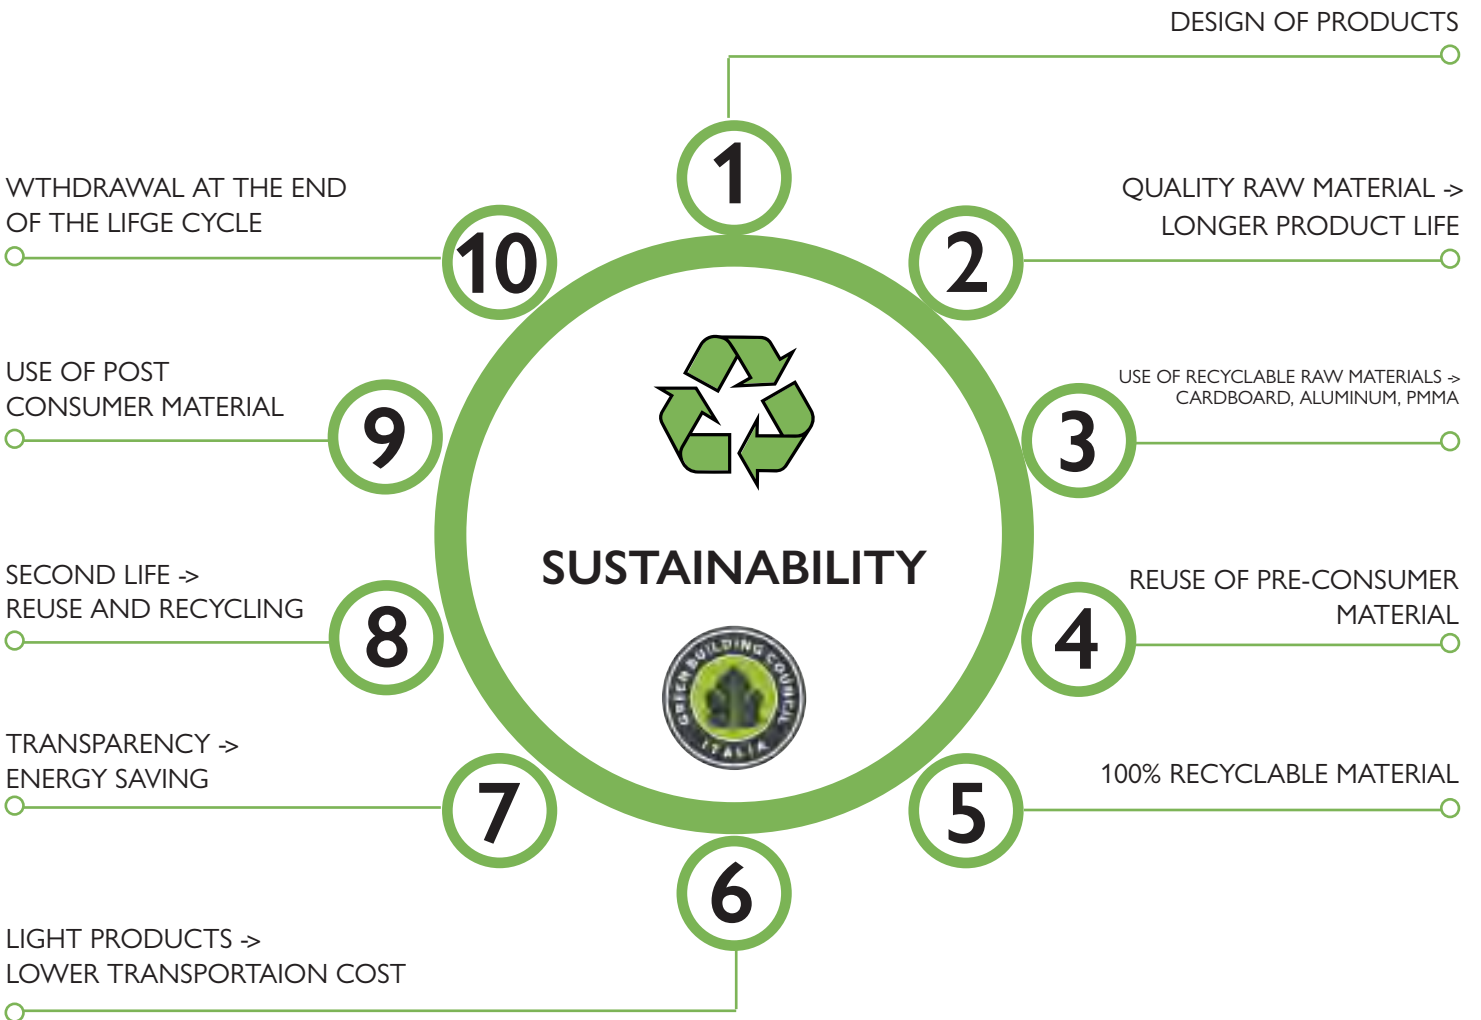 DESIGN OF PRODUCTS
1
QUALITY RAW MATERIAL ->
LONGER PRODUCT LIFE
2
USE OF RECYCLABLE RAW MATERIALS ->
CARDBOARD, ALUMINUM, PMMA
3
REUSE OF PRE-CONSUMER
MATERIAL
4
100% RECYCLABLE MATERIAL
5
6
LIGHT PRODUCTS ->
LOWER TRANSPORTAION COST
TRANSPARENCY ->
ENERGY SAVING
7
SECOND LIFE ->
REUSE AND RECYCLING
8
USE OF POST
CONSUMER MATERIAL
9
WTHDRAWAL AT THE END
OF THE LIFGE CYCLE
10
SUSTAINABILITY
GREEN BUILDING COUNCIL
ITALIA